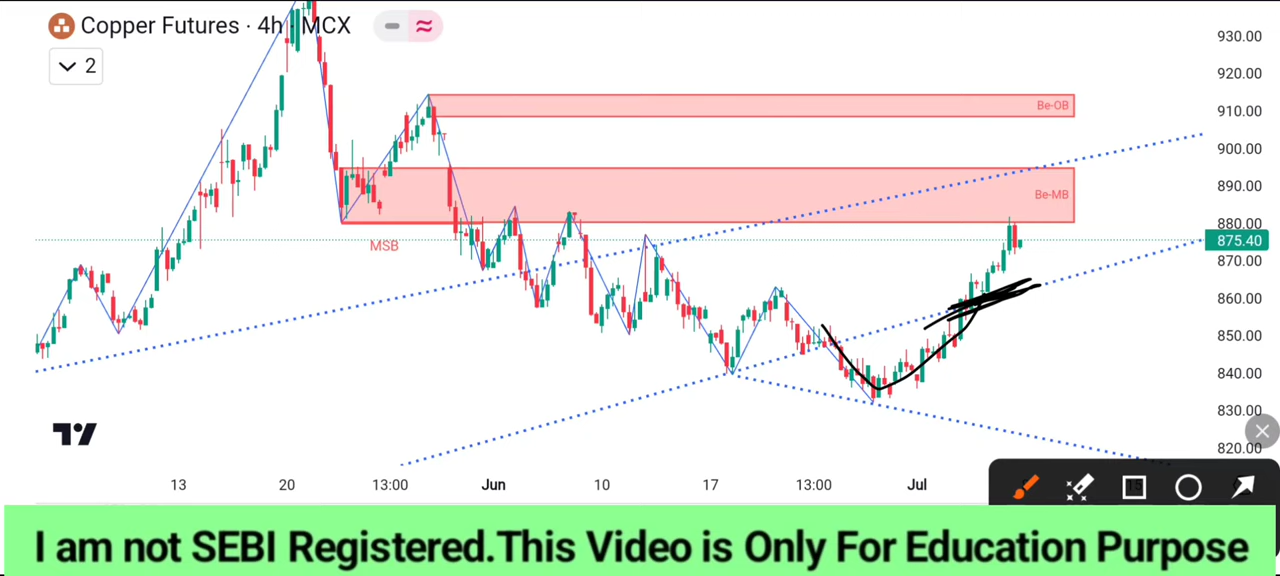 Copper Futures · 4h · MCX
2
930.00
920.00
910.00
900.00
890.00
880.00
875.40
870.00
860.00
850.00
840.00
830.00
820.00
Be-OB
Be-MB
MSB
13 20 13:00 Jun 10 17 13:00 Jul
I am not SEBI Registered.This Video is Only For Education Purpose